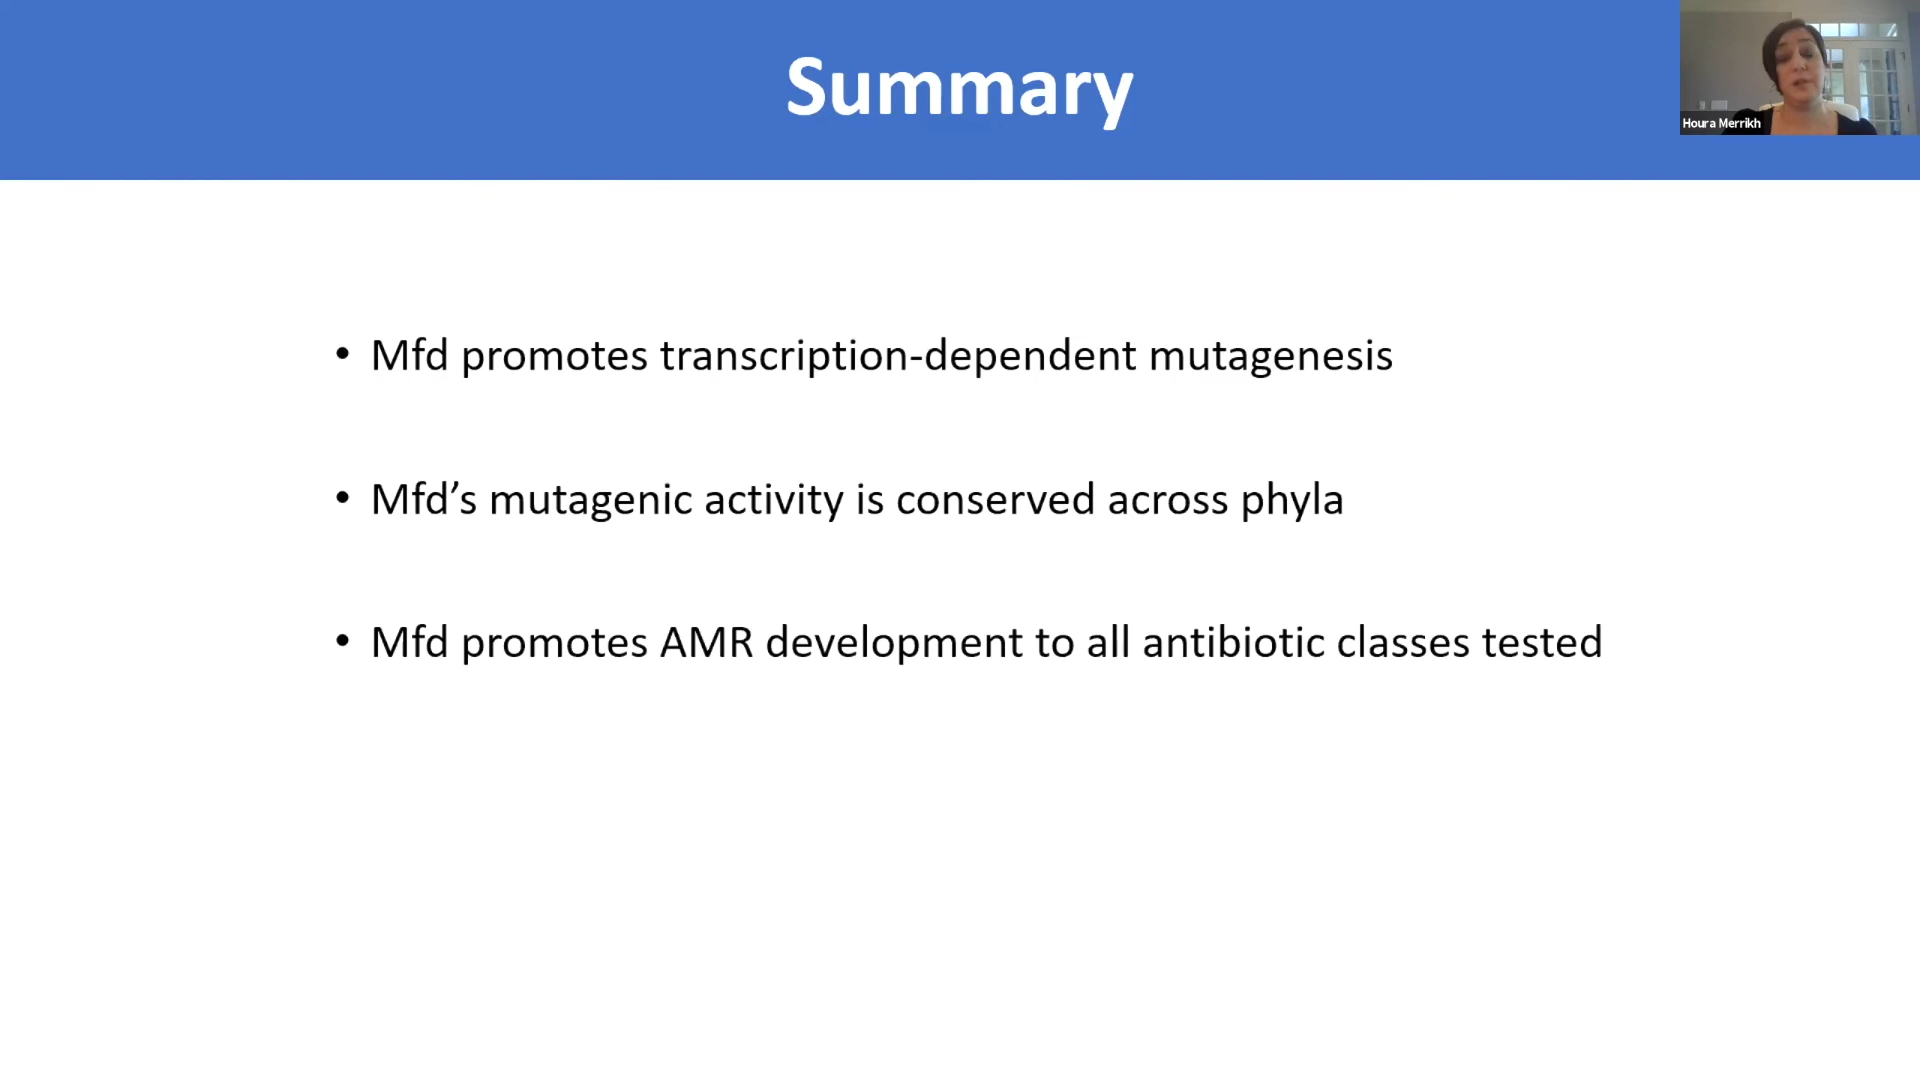 Summary
Houra Merrikh
• Mfd promotes transcription-dependent mutagenesis
• Mfd’s mutagenic activity is conserved across phyla
• Mfd promotes AMR development to all antibiotic classes tested